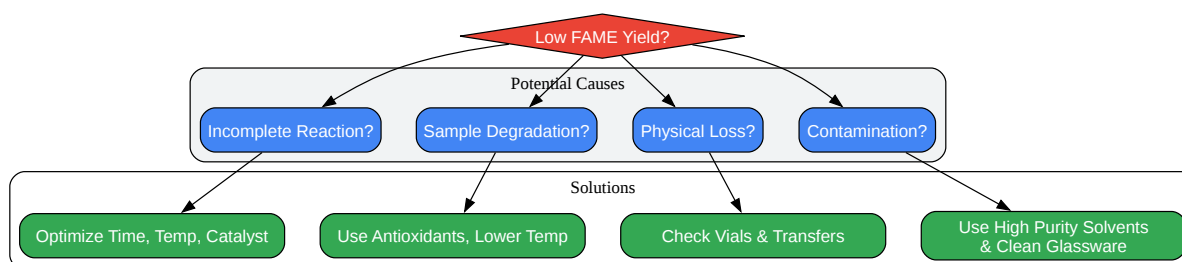 Low FAME Yield?
Potential Causes
Incomplete Reaction?
Sample Degradation?
Physical Loss?
Contamination?
Solutions
Optimize Time, Temp, Catalyst
Use Antioxidants, Lower Temp
Check Vials & Transfers
Use High Purity Solvents
& Clean Glassware